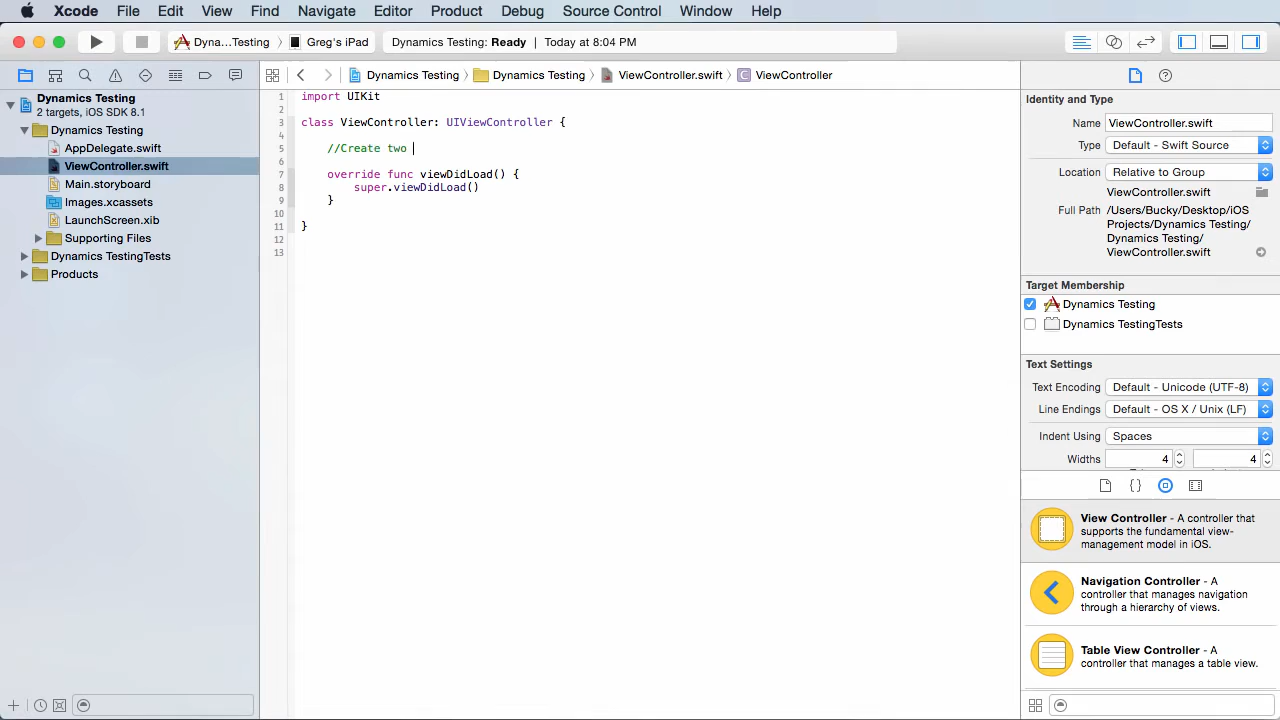 Xcode File Edit View Find Navigate Editor Product Debug Source Control Window Help
Dyna…Testing Greg's iPad Dynamics Testing: Ready Today at 8:04 PM
Dynamics Testing Dynamics Testing ViewController.swift C ViewController
Dynamics Testing
2 targets, iOS SDK 8.1
Dynamics Testing
AppDelegate.swift
ViewController.swift
Main.storyboard
Images.xcassets
LaunchScreen.xib
Supporting Files
Dynamics TestingTests
Products
1 import UIKit
2
3 class ViewController: UIViewController {
4
5 //Create two
6
7 override func viewDidLoad() {
8 super.viewDidLoad()
9 }
10
11 }
12
13
Identity and Type
Name ViewController.swift
Type Default - Swift Source
Location Relative to Group
ViewController.swift
Full Path /Users/Bucky/Desktop/iOS
Projects/Dynamics Testing/
Dynamics Testing/
ViewController.swift
Target Membership
Dynamics Testing
Dynamics TestingTests
Text Settings
Text Encoding Default - Unicode (UTF-8)
Line Endings Default - OS X / Unix (LF)
Indent Using Spaces
Widths 4 4
{}
View Controller - A controller that
supports the fundamental view-
management model in iOS.
Navigation Controller - A
controller that manages navigation
through a hierarchy of views.
Table View Controller - A
controller that manages a table view.